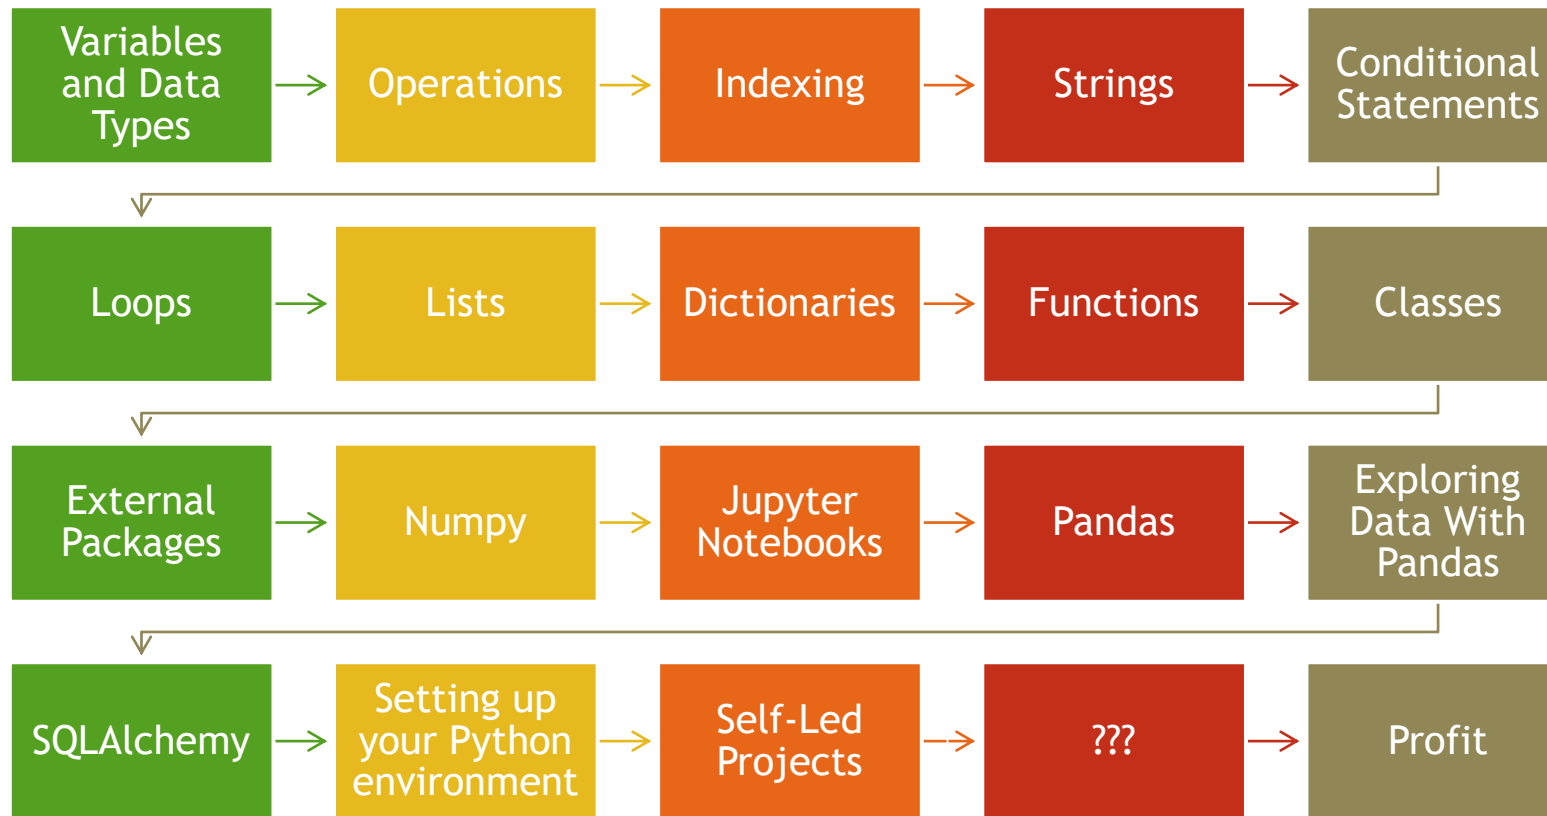 Variables
and Data
Types
Operations
Indexing
Strings
Conditional
Statements
Loops
Lists
Dictionaries
Functions
Classes
External
Packages
Numpy
Jupyter
Notebooks
Pandas
Exploring
Data With
Pandas
SQLAlchemy
Setting up
your Python
environment
Self-Led
Projects
???
Profit